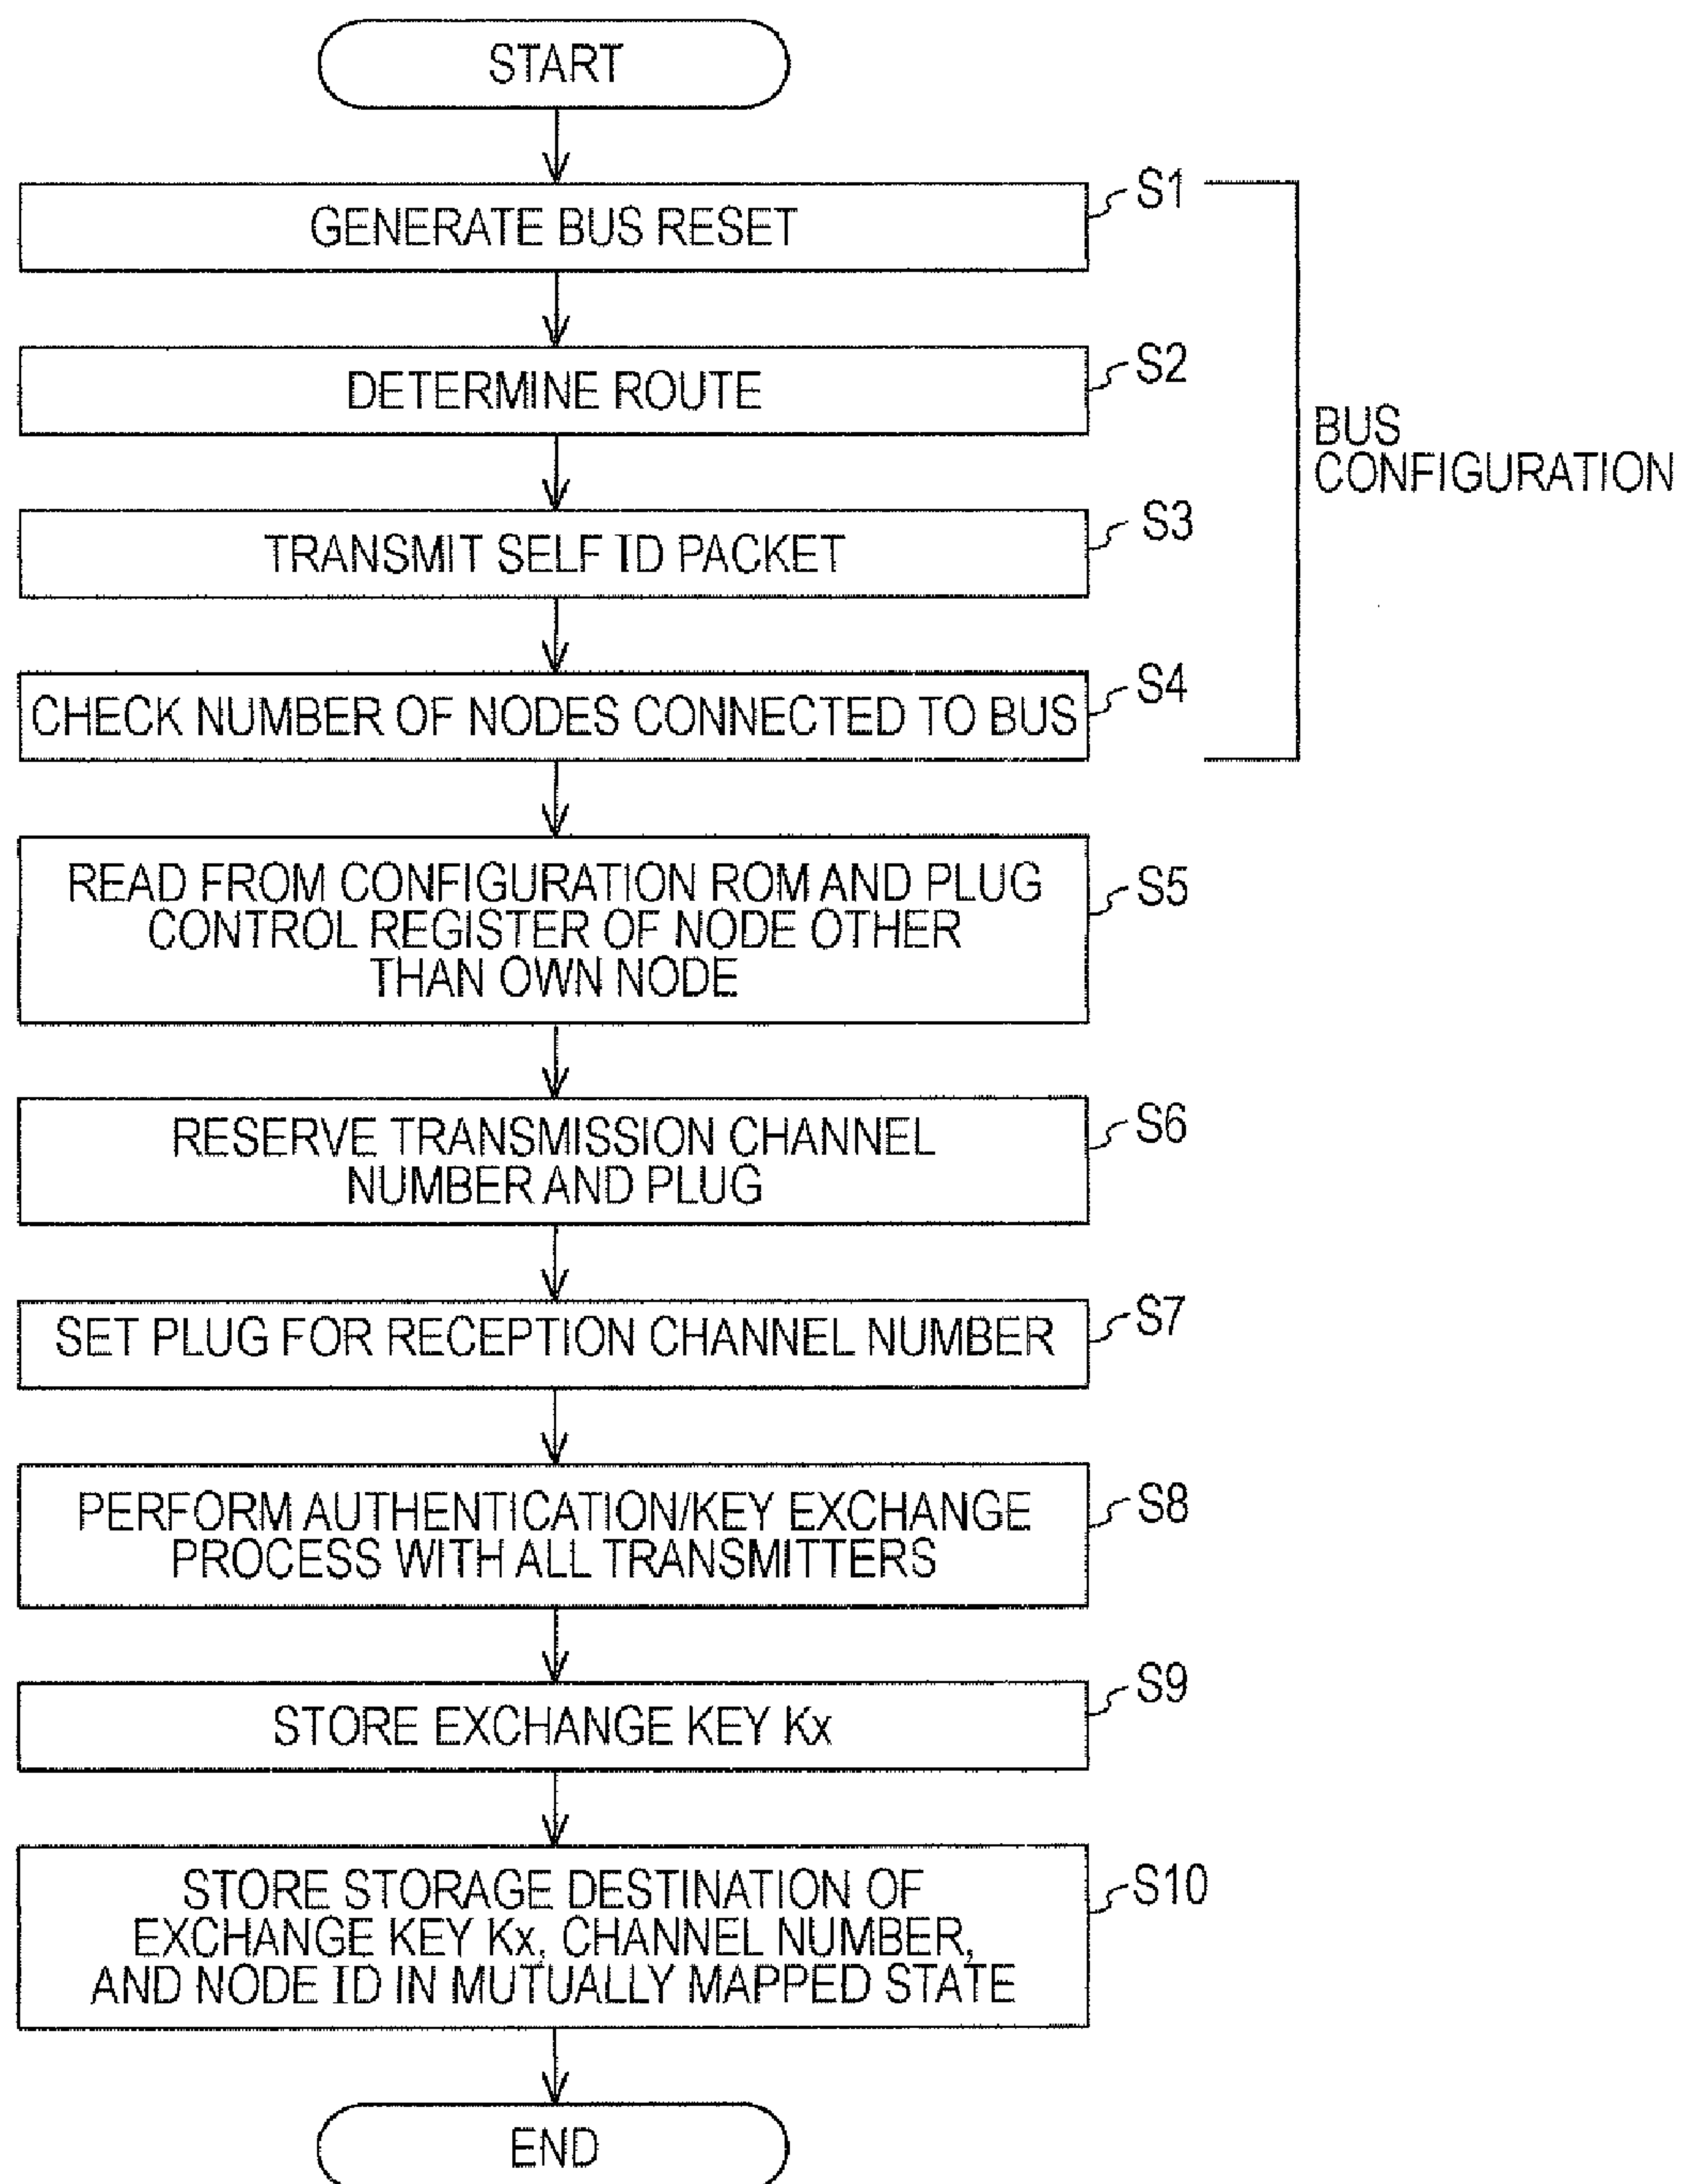 START
GENERATE BUS RESET
S1
DETERMINE ROUTE
S2
BUS
CONFIGURATION
TRANSMIT SELF ID PACKET
S3
CHECK NUMBER OF NODES CONNECTED TO BUS
S4
READ FROM CONFIGURATION ROM AND PLUG
CONTROL REGISTER OF NODE OTHER
THAN OWN NODE
S5
RESERVE TRANSMISSION CHANNEL
NUMBER AND PLUG
S6
SET PLUG FOR RECEPTION CHANNEL NUMBER
S7
PERFORM AUTHENTICATION/KEY EXCHANGE
PROCESS WITH ALL TRANSMITTERS
S8
STORE EXCHANGE KEY Kx
S9
STORE STORAGE DESTINATION OF
EXCHANGE KEY Kx, CHANNEL NUMBER,
AND NODE ID IN MUTUALLY MAPPED STATE
S10
END